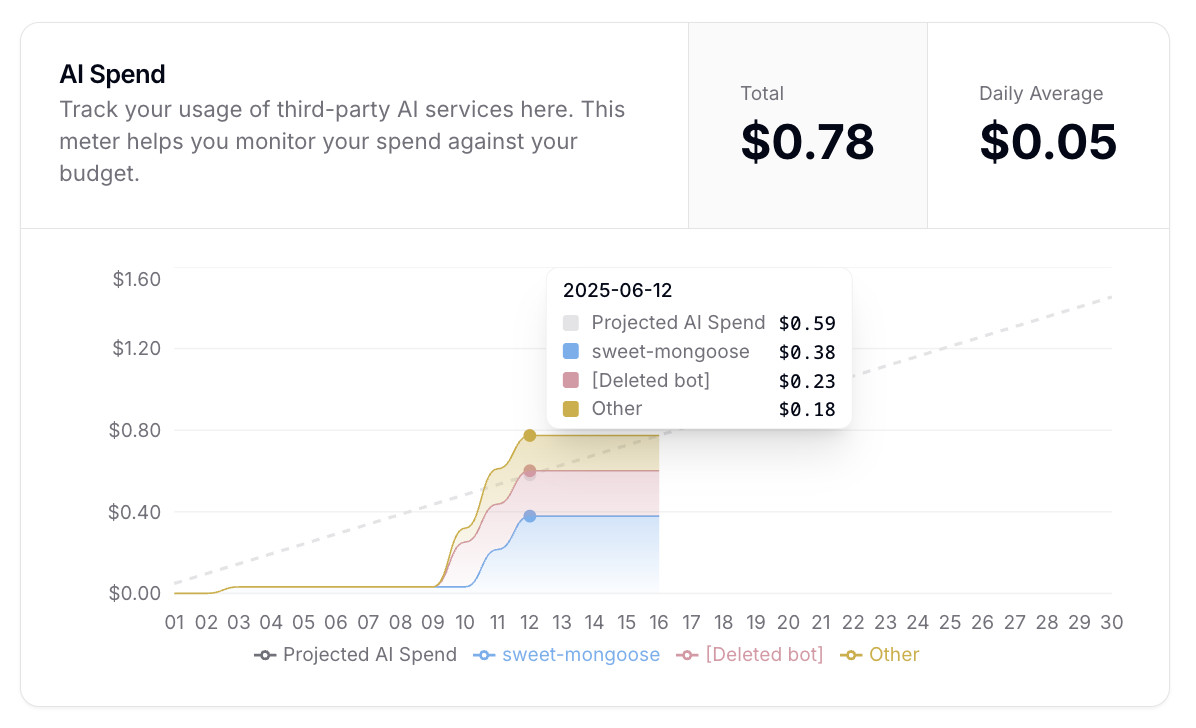 AI Spend
Track your usage of third-party AI services here. This
meter helps you monitor your spend against your
budget.
Total
$0.78
Daily Average
$0.05
$1.60
$1.20
$0.80
$0.40
$0.00
2025-06-12
Projected AI Spend $0.59
sweet-mongoose $0.38
[Deleted bot] $0.23
Other $0.18
01 02 03 04 05 06 07 08 09 10 11 12 13 14 15 16 17 18 19 20 21 22 23 24 25 26 27 28 29 30
Projected AI Spend sweet-mongoose [Deleted bot] Other